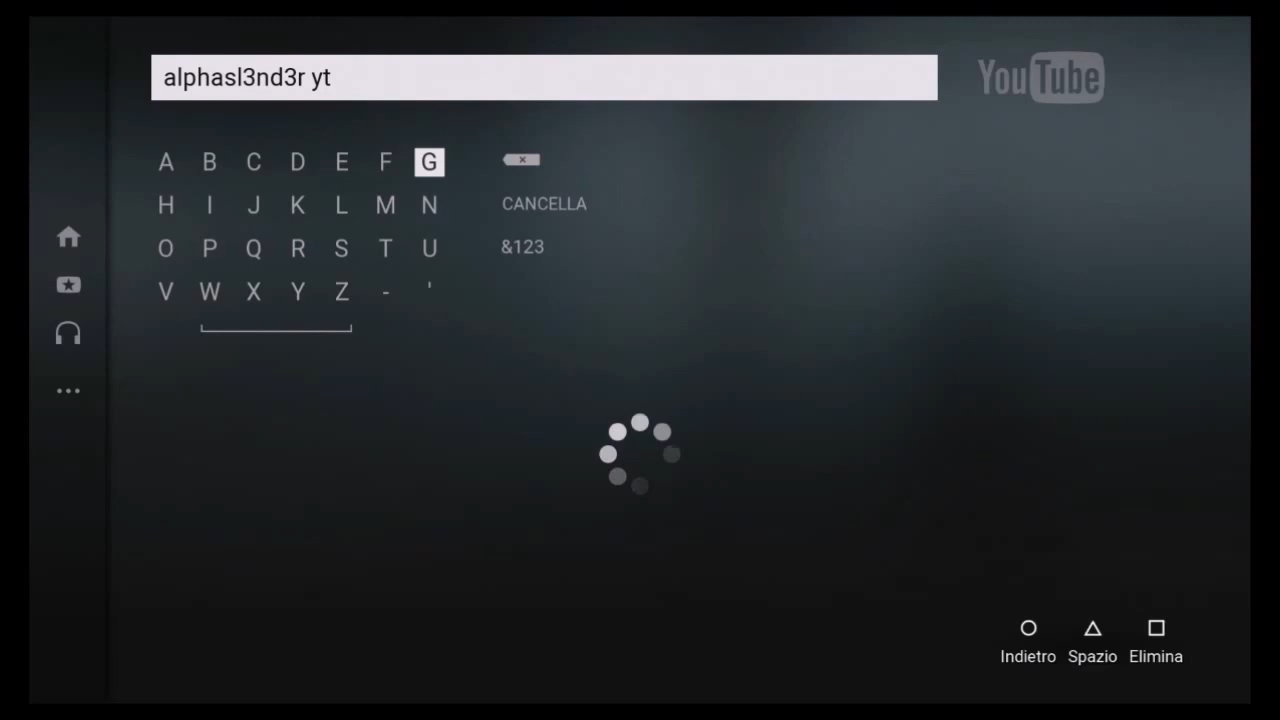 alphasl3nd3r yt
YouTube
A B C D E F G
H I J K L M N
O P Q R S T U
V W X Y Z - '
CANCELLA
&123
Indietro Spazio Elimina